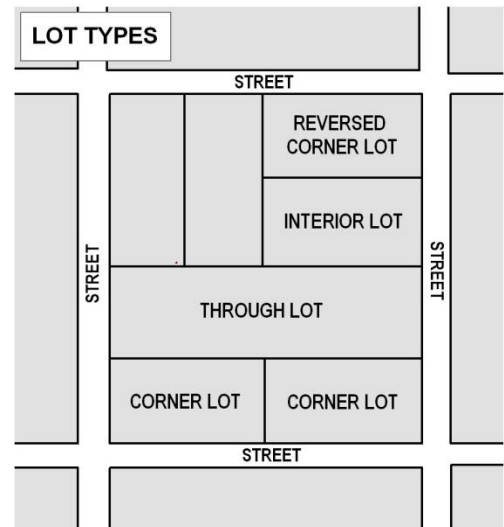 LOT TYPES
STREET
REVERSED
CORNER LOT
INTERIOR LOT
STREET
STREET
THROUGH LOT
CORNER LOT
CORNER LOT
STREET